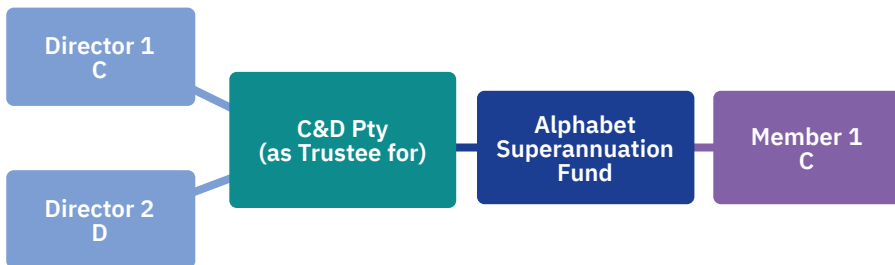 Director 1
C
C&D Pty
(as Trustee for)
Alphabet
Superannuation
Fund
Member 1
C
Director 2
D